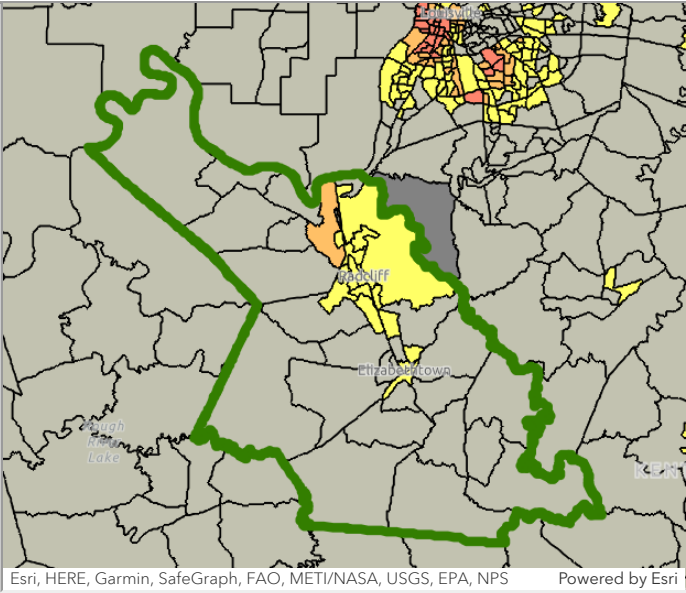 Louisville
Radcliff
Elizabethtown
Rough
River
Lake
KEN
Esri, HERE, Garmin, SafeGraph, FAO, METI/NASA, USGS, EPA, NPS
Powered by Esri